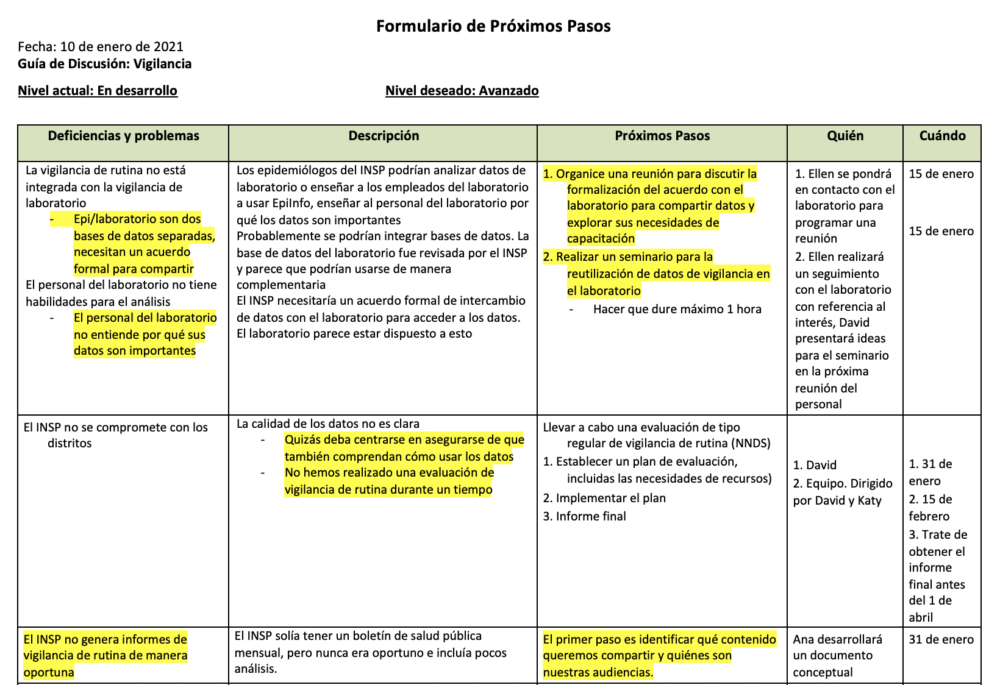 Formulario de Próximos Pasos
Fecha: 10 de enero de 2021
Guía de Discusión: Vigilancia
Nivel actual: En desarrollo
Nivel deseado: Avanzado
Deficiencias y problemas
Descripción
Próximos Pasos
Quién
Cuándo
La vigilancia de rutina no está
integrada con la vigilancia de
laboratorio
- Epi/laboratorio son dos
bases de datos separadas,
necesitan un acuerdo
formal para compartir
El personal del laboratorio no tiene
habilidades para el análisis
- El personal del laboratorio
no entiende por qué sus
datos son importantes
Los epidemiólogos del INSP podrían analizar datos de
laboratorio o enseñar a los empleados del laboratorio
a usar EpiInfo, enseñar al personal del laboratorio por
qué los datos son importantes
Probablemente se podrían integrar bases de datos. La
base de datos del laboratorio fue revisada por el INSP
y parece que podrían usarse de manera
complementaria
El INSP necesitaría un acuerdo formal de intercambio
de datos con el laboratorio para acceder a los datos.
El laboratorio parece estar dispuesto a esto
1. Organice una reunión para discutir la
formalización del acuerdo con el
laboratorio para compartir datos y
explorar sus necesidades de
capacitación
2. Realizar un seminario para la
reutilización de datos de vigilancia en
el laboratorio
- Hacer que dure máximo 1 hora
1. Ellen se pondrá
en contacto con el
laboratorio para
programar una
reunión
2. Ellen realizará
un seguimiento
con el laboratorio
con referencia al
interés, David
presentará ideas
para el seminario
en la próxima
reunión del
personal
15 de enero
15 de enero
El INSP no se compromete con los
distritos
La calidad de los datos no es clara
- Quizás deba centrarse en asegurarse de que
también comprendan cómo usar los datos
- No hemos realizado una evaluación de
vigilancia de rutina durante un tiempo
Llevar a cabo una evaluación de tipo
regular de vigilancia de rutina (NNDS)
1. Establecer un plan de evaluación,
incluidas las necesidades de recursos)
2. Implementar el plan
3. Informe final
1. David
2. Equipo. Dirigido
por David y Katy
1. 31 de
enero
2. 15 de
febrero
3. Trate de
obtener el
informe
final antes
del 1 de
abril
El INSP no genera informes de
vigilancia de rutina de manera
oportuna
El INSP solía tener un boletín de salud pública
mensual, pero nunca era oportuno e incluía pocos
análisis.
El primer paso es identificar qué contenido
queremos compartir y quiénes son
nuestras audiencias.
Ana desarrollará
un documento
conceptual
31 de enero